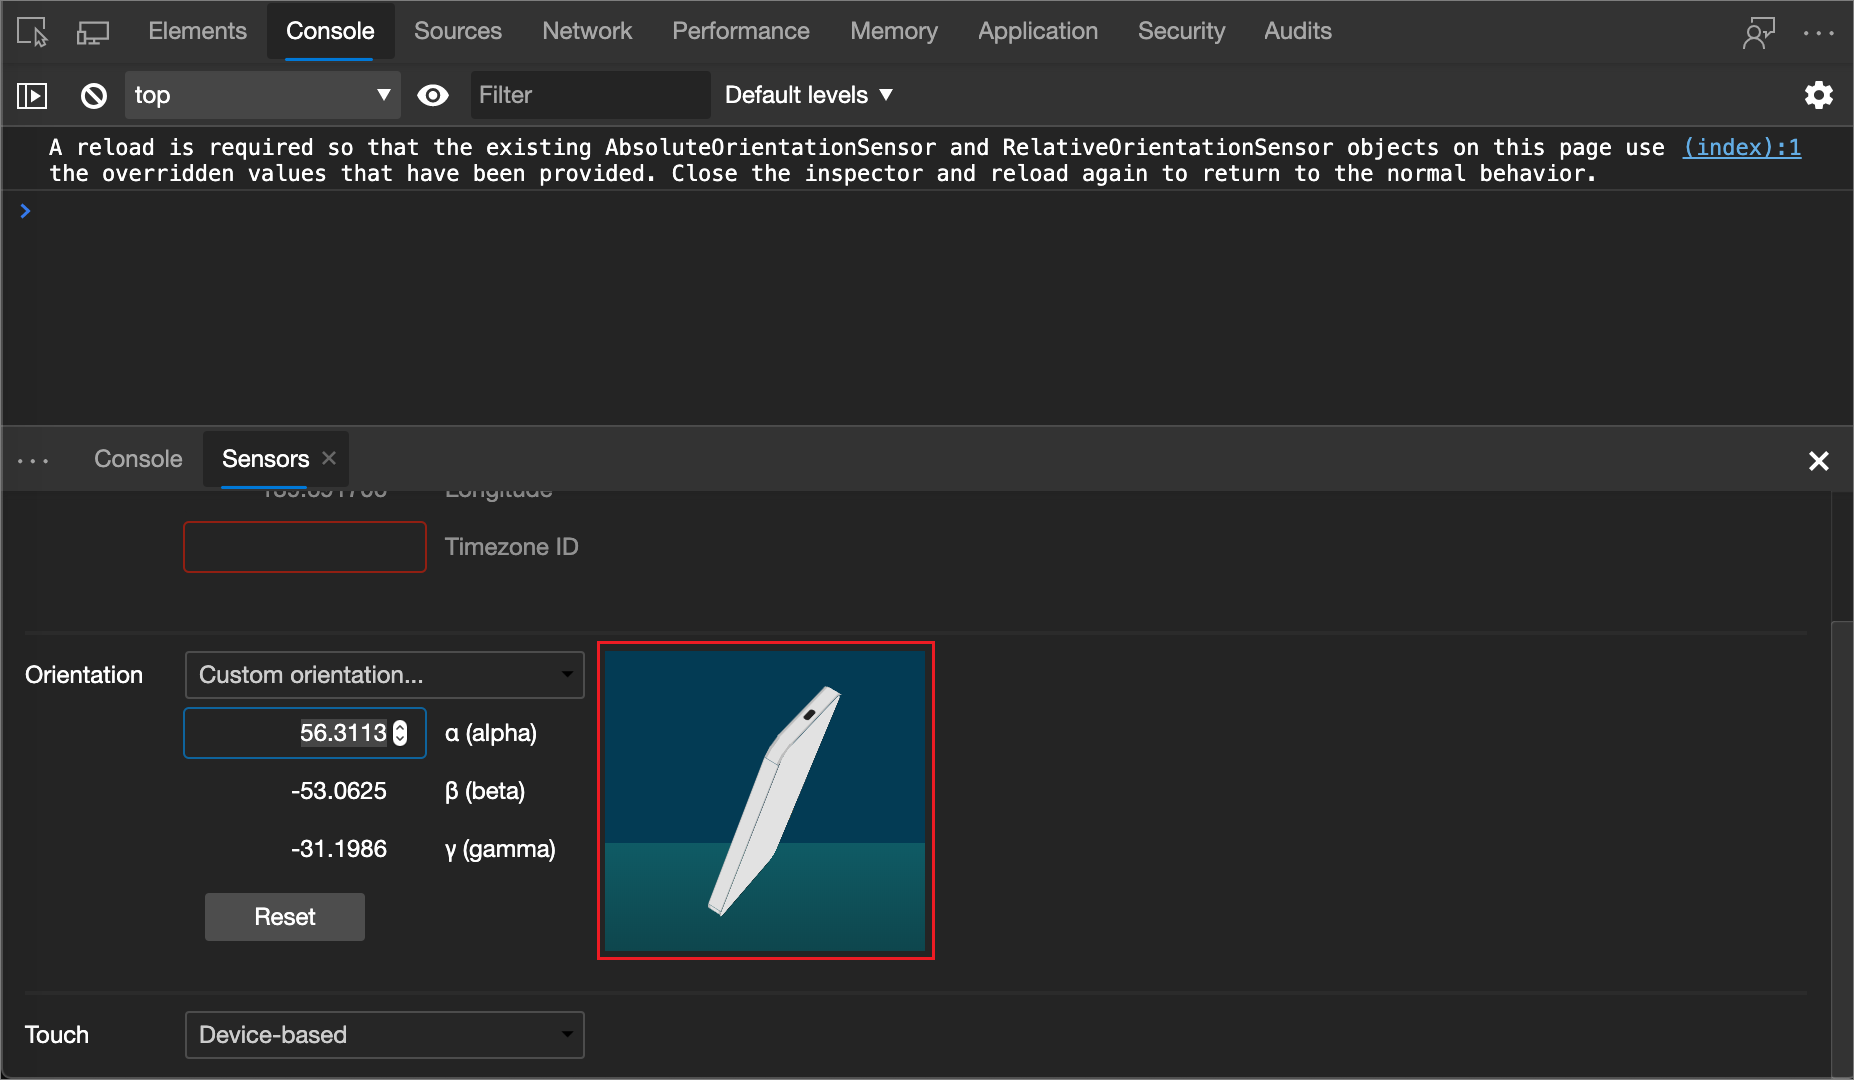 Elements Console Sources Network Performance Memory Application Security Audits
top Filter Default levels
A reload is required so that the existing AbsoluteOrientationSensor and RelativeOrientationSensor objects on this page use (index):1
the overridden values that have been provided. Close the inspector and reload again to return to the normal behavior.
Console Sensors
Longitude
Timezone ID
Orientation Custom orientation...
56.3113 α (alpha)
-53.0625 β (beta)
-31.1986 γ (gamma)
Reset
Touch Device-based